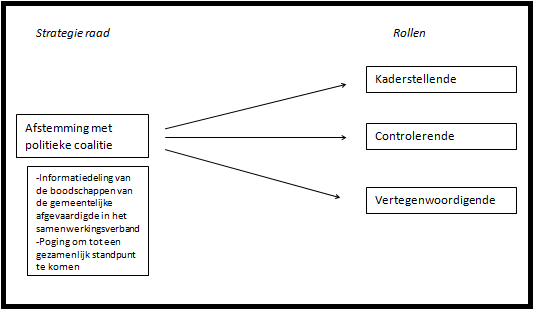 Strategie raad
Rollen
Kaderstellende
Afstemming met
politieke coalitie
Controlerende
-Informatiedeling van
de boodschappen van
de gemeentelijke
afgevaardigde in het
samenwerkingsverband
-Poging om tot een
gezamenlijk standpunt
te komen
Vertegenwoordigende